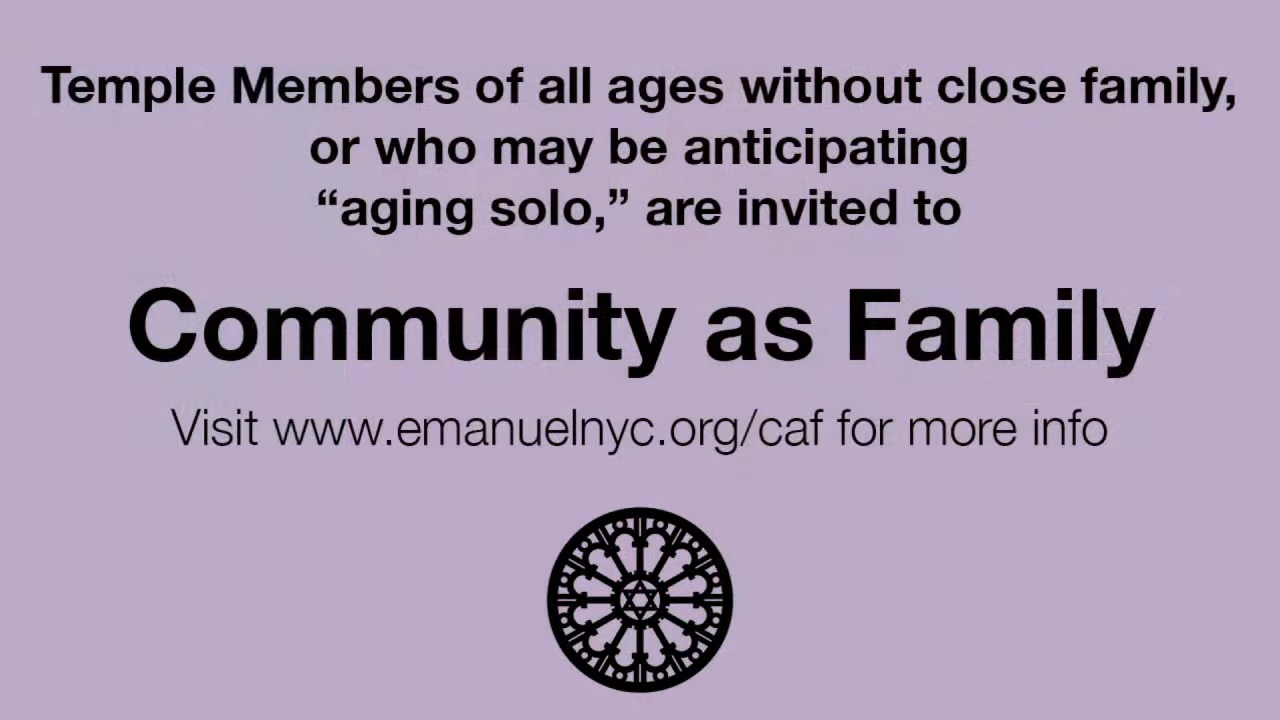 Temple Members of all ages without close family,
or who may be anticipating
“aging solo,” are invited to
Community as Family
Visit www.emanuelnyc.org/caf for more info